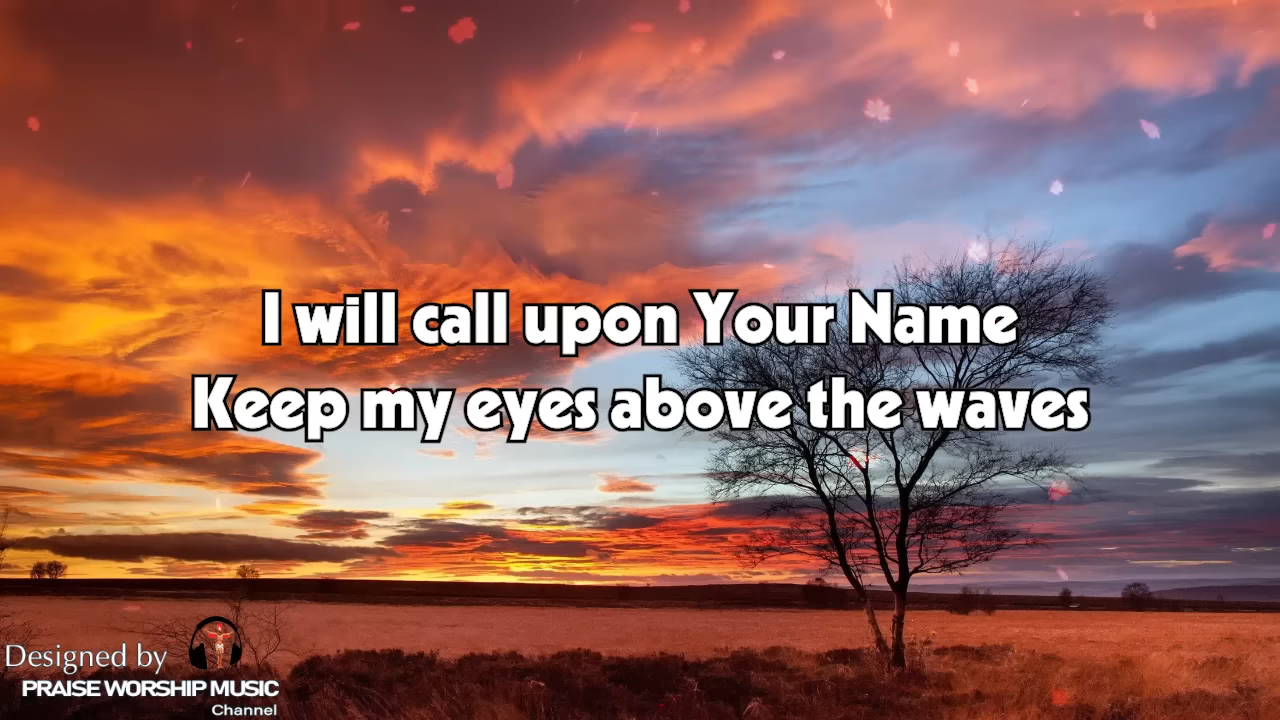 I will call upon Your Name
Keep my eyes above the waves
Designed by
PRAISE WORSHIP MUSIC
Channel